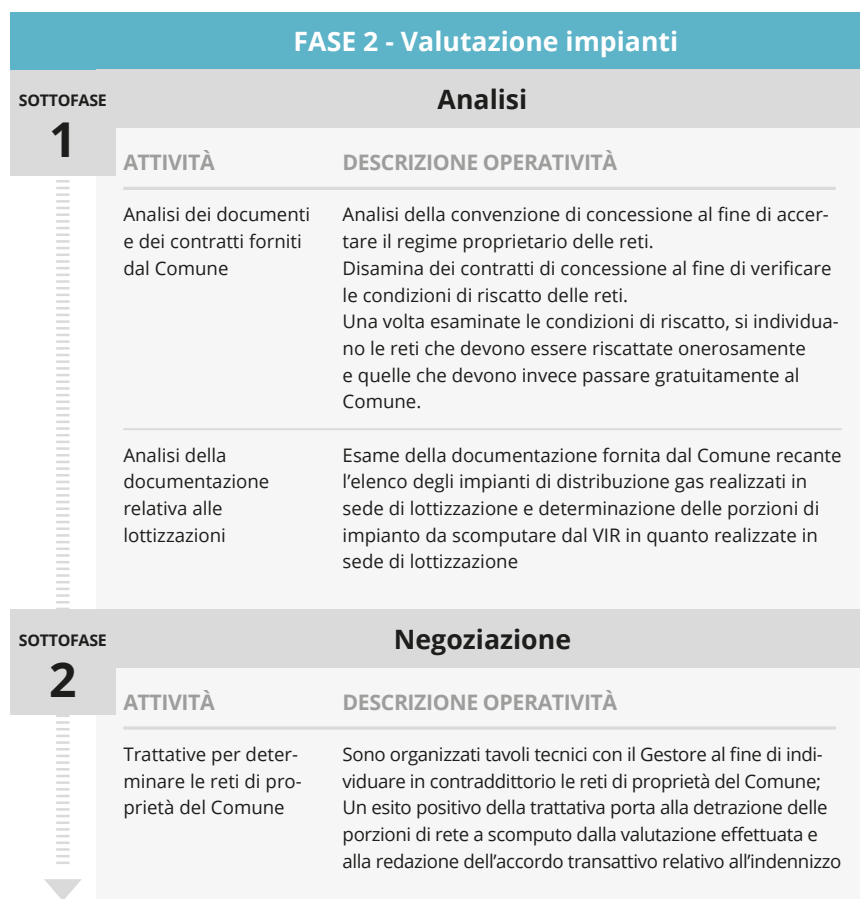 FASE 2 - Valutazione impianti
SOTTOFASE
1
Analisi
ATTIVITÀ
DESCRIZIONE OPERATIVITÀ
Analisi dei documenti
e dei contratti forniti
dal Comune
Analisi della convenzione di concessione al fine di accer-
tare il regime proprietario delle reti.
Disamina dei contratti di concessione al fine di verificare
le condizioni di riscatto delle reti.
Una volta esaminate le condizioni di riscatto, si individua-
no le reti che devono essere riscattate onerosamente
e quelle che devono invece passare gratuitamente al
Comune.
Analisi della
documentazione
relativa alle
lottizzazioni
Esame della documentazione fornita dal Comune recante
l’elenco degli impianti di distribuzione gas realizzati in
sede di lottizzazione e determinazione delle porzioni di
impianto da scomputare dal VIR in quanto realizzate in
sede di lottizzazione
SOTTOFASE
2
Negoziazione
ATTIVITÀ
DESCRIZIONE OPERATIVITÀ
Trattative per deter-
minare le reti di pro-
prietà del Comune
Sono organizzati tavoli tecnici con il Gestore al fine di indi-
viduare in contraddittorio le reti di proprietà del Comune;
Un esito positivo della trattativa porta alla detrazione delle
porzioni di rete a scomputo dalla valutazione effettuata e
alla redazione dell’accordo transattivo relativo all’indennizzo